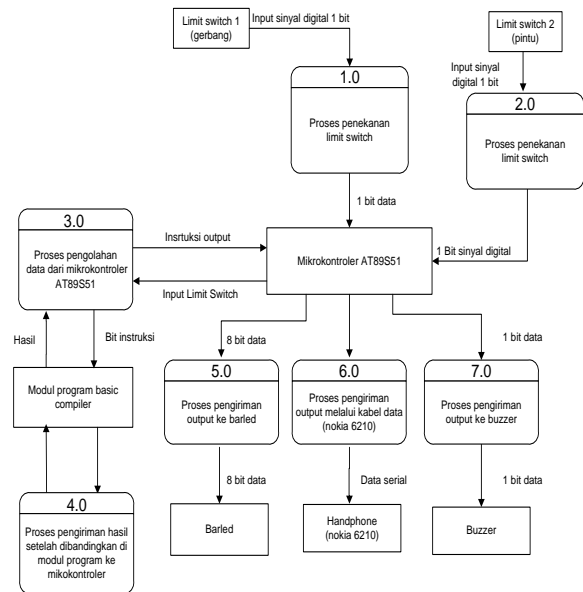 Limit switch 1
(gerbang)
Input sinyal digital 1 bit
Limit switch 2
(pintu)
Input sinyal
digital 1 bit
1.0
Proses penekanan
limit switch
2.0
Proses penekanan
limit switch
1 bit data
3.0
Proses pengolahan
data dari mikrokontroler
AT89S51
Insrtuksi output
Mikrokontroler AT89S51
1 Bit sinyal digital
Input Limit Switch
Hasil
Bit instruksi
8 bit data
1 bit data
5.0
Proses pengiriman
output ke barled
6.0
Proses pengiriman
output melalui kabel data
(nokia 6210)
7.0
Proses pengiriman
output ke buzzer
Modul program basic
compiler
8 bit data
Data serial
1 bit data
4.0
Proses pengiriman hasil
setelah dibandingkan di
modul program ke
mikokontroler
Barled
Handphone
(nokia 6210)
Buzzer